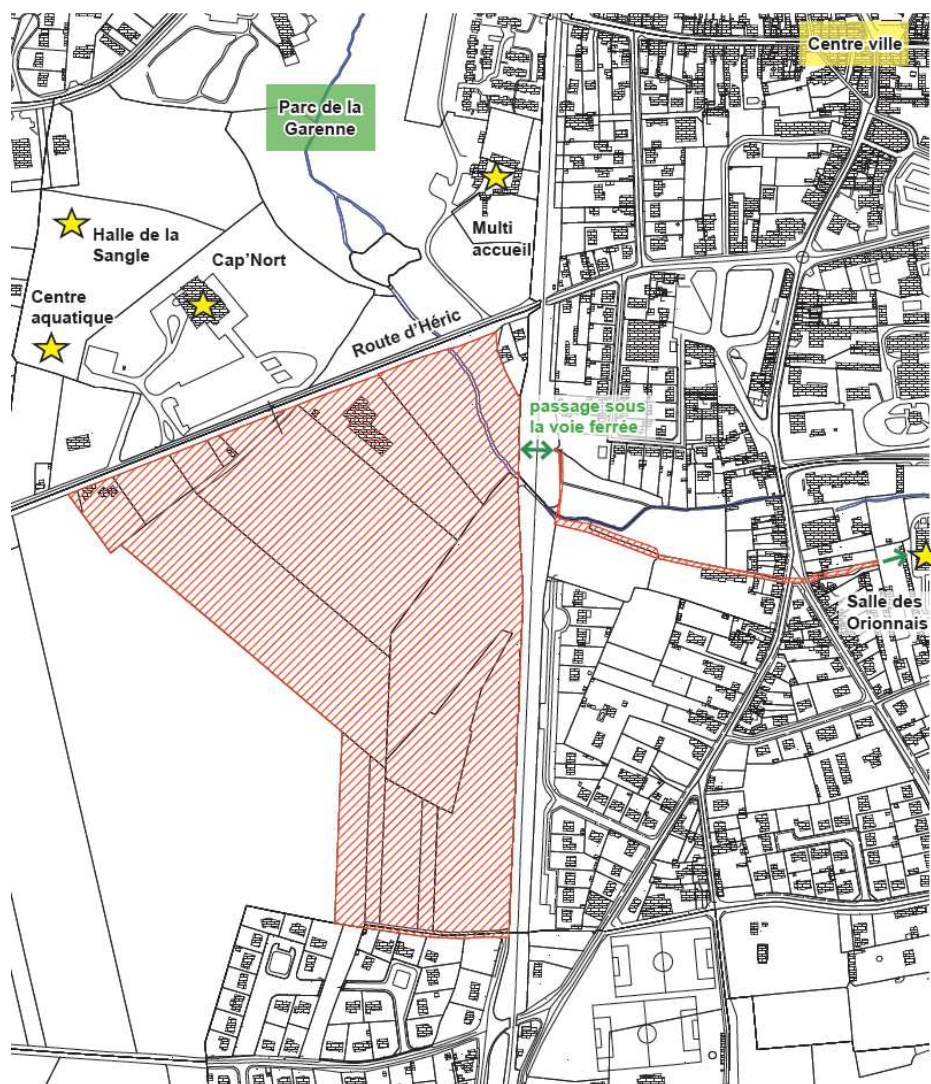 Centre ville
Parc de la
Garenne
Multi
accueil
Halle de la
Sangle
Cap'Nort
Centre
aquatique
Route d'Héric
passage sous
la voie ferrée
Salle des
Orionnais